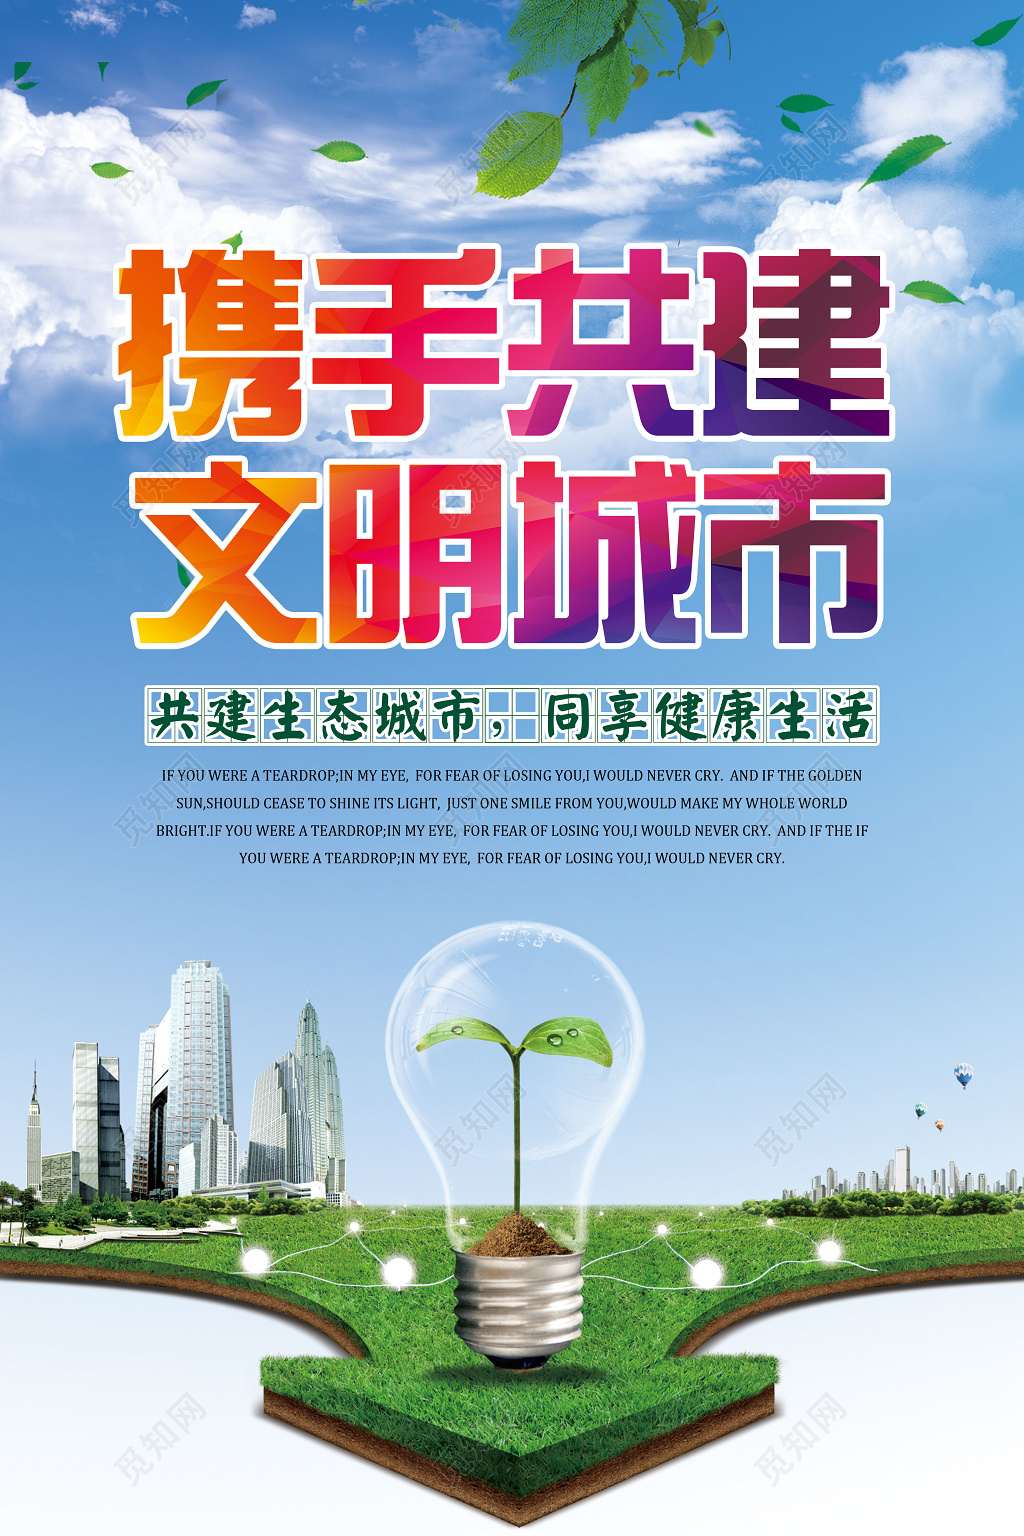 携手共建
文明城市
共建生态城市，同享健康生活
IF YOU WERE A TEARDROP;IN MY EYE, FOR FEAR OF LOSING YOU,I WOULD NEVER CRY. AND IF THE GOLDEN
SUN,SHOULD CEASE TO SHINE ITS LIGHT, JUST ONE SMILE FROM YOU,WOULD MAKE MY WHOLE WORLD
BRIGHT.IF YOU WERE A TEARDROP;IN MY EYE, FOR FEAR OF LOSING YOU,I WOULD NEVER CRY. AND IF THE IF
YOU WERE A TEARDROP;IN MY EYE, FOR FEAR OF LOSING YOU,I WOULD NEVER CRY.
觅知网